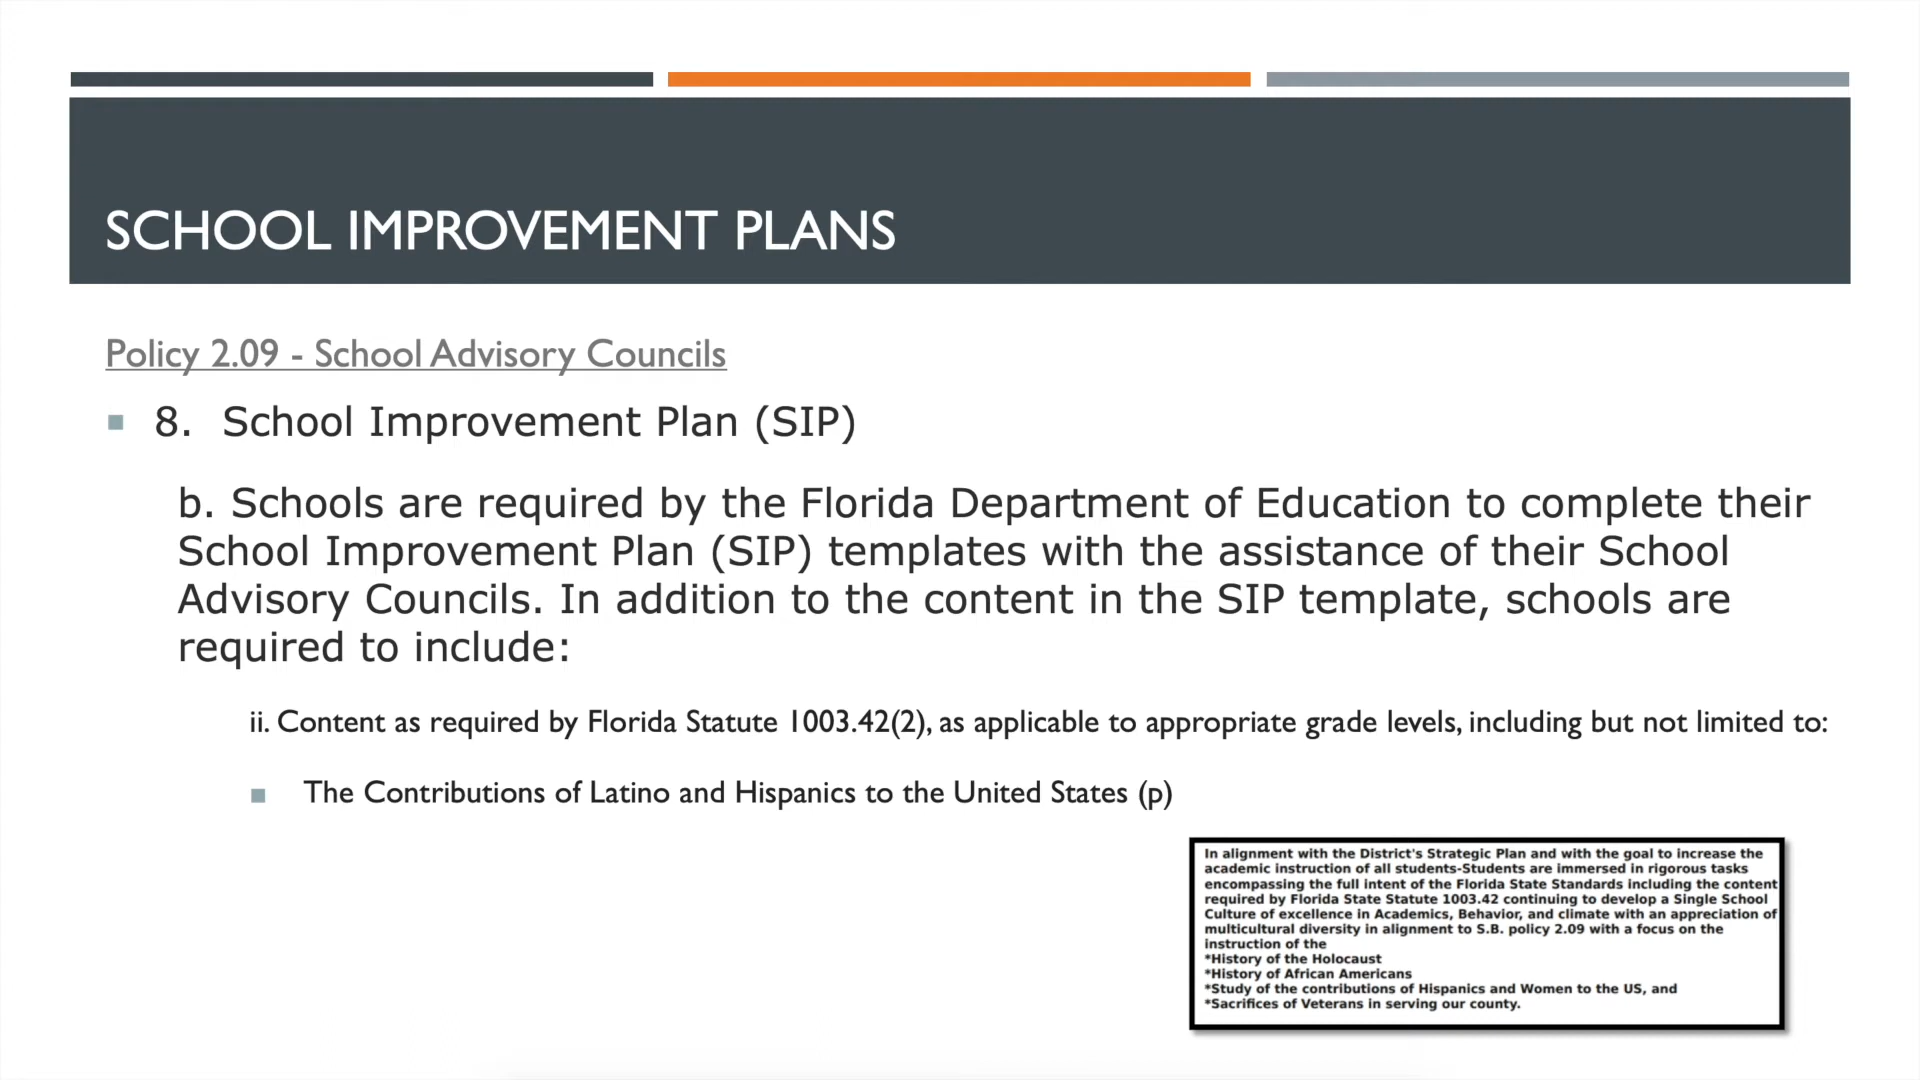 SCHOOL IMPROVEMENT PLANS
Policy 2.09 - School Advisory Councils
8. School Improvement Plan (SIP)
b. Schools are required by the Florida Department of Education to complete their
School Improvement Plan (SIP) templates with the assistance of their School
Advisory Councils. In addition to the content in the SIP template, schools are
required to include:
ii. Content as required by Florida Statute 1003.42(2), as applicable to appropriate grade levels, including but not limited to:
The Contributions of Latino and Hispanics to the United States (p)
In alignment with the District's Strategic Plan and with the goal to increase the
academic instruction of all students-Students are immersed in rigorous tasks
encompassing the full intent of the Florida State Standards including the content
required by Florida State Statute 1003.42 continuing to develop a Single School
Culture of excellence in Academics, Behavior, and climate with an appreciation of
multicultural diversity in alignment to S.B. policy 2.09 with a focus on the
instruction of the
*History of the Holocaust
*History of African Americans
*Study of the contributions of Hispanics and Women to the US, and
*Sacrifices of Veterans in serving our county.